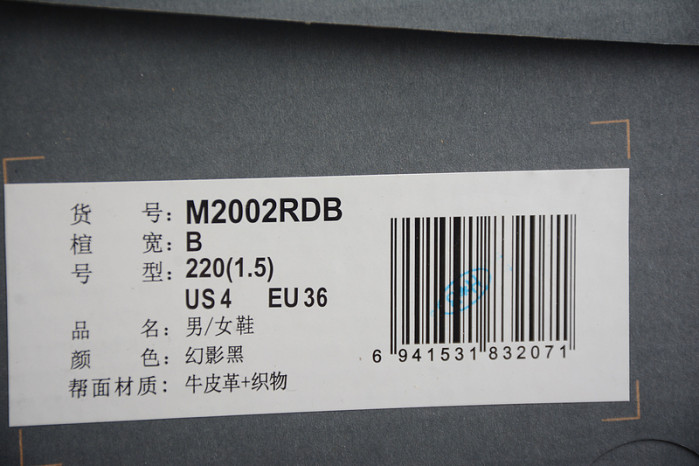 货 号：M2002RDB
楦 宽：B
号 型：220(1.5)
US 4 EU 36
品 名：男/女鞋
颜 色：幻影黑
帮面材质：牛皮革+织物
6 941531 832071